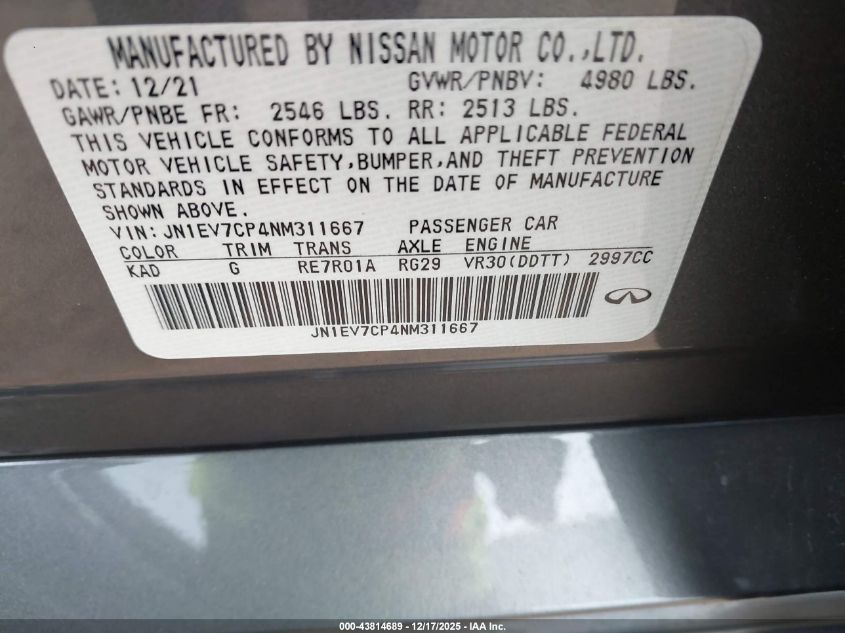 MANUFACTURED BY NISSAN MOTOR CO.,LTD.
DATE: 12/21 GVWR/PNBV: 4980 LBS.
GAWR/PNBE FR: 2546 LBS. RR: 2513 LBS.
THIS VEHICLE CONFORMS TO ALL APPLICABLE FEDERAL
MOTOR VEHICLE SAFETY,BUMPER,AND THEFT PREVENTION
STANDARDS IN EFFECT ON THE DATE OF MANUFACTURE
SHOWN ABOVE.
VIN: JN1EV7CP4NM311667 PASSENGER CAR
COLOR TRIM TRANS AXLE ENGINE
KAD G RE7R01A RG29 VR30(DDTT) 2997CC
JN1EV7CP4NM311667
000-43814689 - 12/17/2025 - IAA Inc.